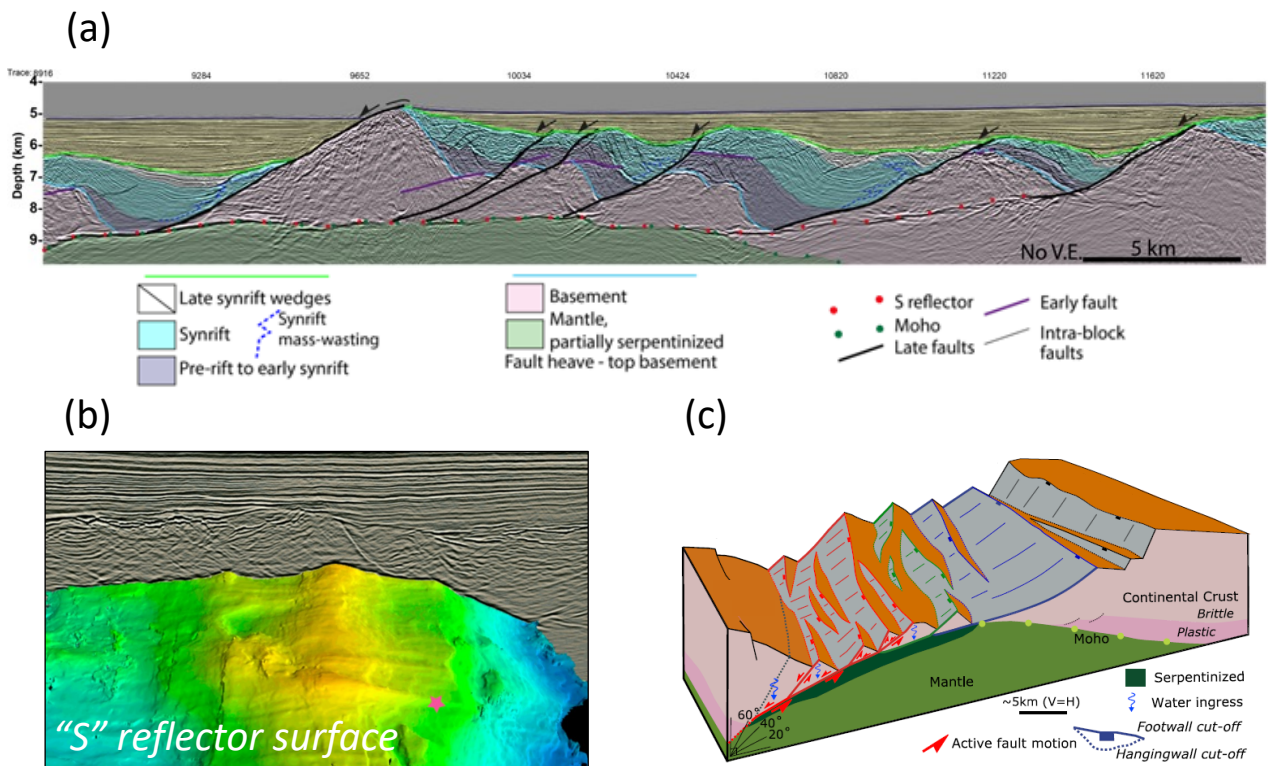 (a)
Trace: 8916 9284 9652 10034 10424 10820 11220 11620
4
5
6
7
8
9
Depth (km)
No V.E. 5 km
Late synrift wedges
Synrift
Synrift
mass-wasting
Pre-rift to early synrift
Basement
Mantle,
partially serpentinized
Fault heave - top basement
S reflector
Moho
Late faults
Early fault
Intra-block
faults
(b)
"S" reflector surface
(c)
Continental Crust
Brittle
Plastic
Moho
Mantle
60°
40°
20°
Serpentinized
Water ingress
~5km (V=H)
Active fault motion
Footwall cut-off
Hangingwall cut-off